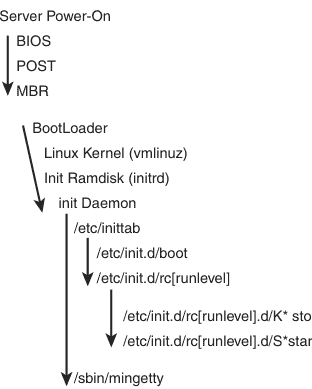 Server Power-On
BIOS
POST
MBR
BootLoader
Linux Kernel (vmlinuz)
Init Ramdisk (initrd)
init Daemon
/etc/inittab
/etc/init.d/boot
/etc/init.d/rc[runlevel]
/etc/init.d/rc[runlevel].d/K* sto
/etc/init.d/rc[runlevel].d/S*star
/sbin/mingetty